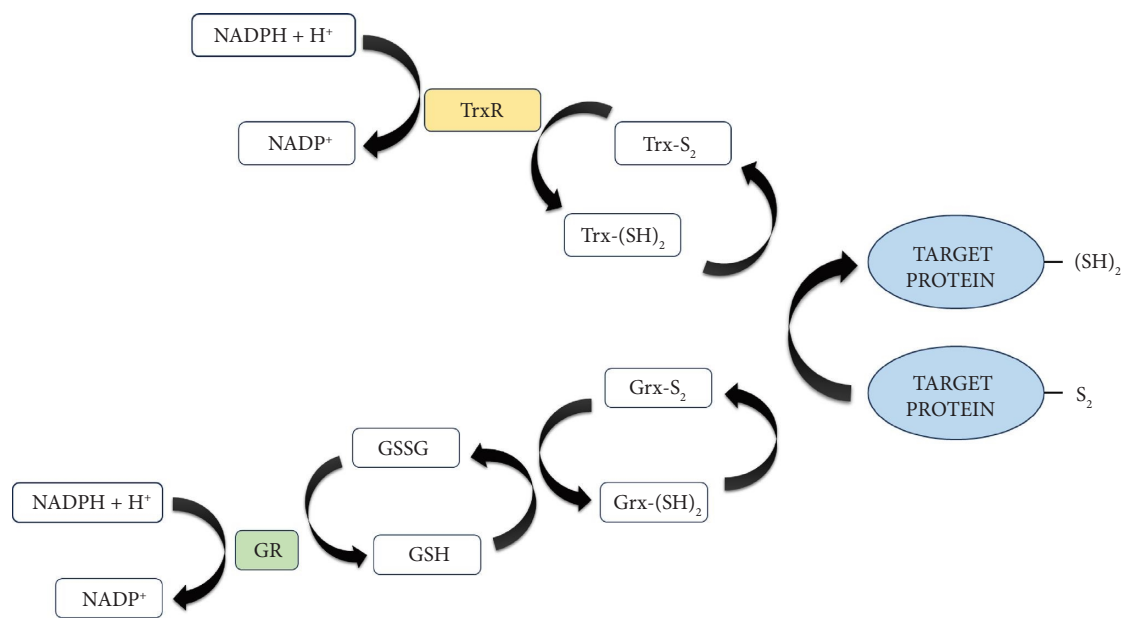 NADPH + H⁺
TrxR
NADP⁺
Trx-S₂
Trx-(SH)₂
TARGET
PROTEIN
(SH)₂
TARGET
PROTEIN
S₂
Grx-S₂
GSSG
NADPH + H⁺
Grx-(SH)₂
GR
GSH
NADP⁺